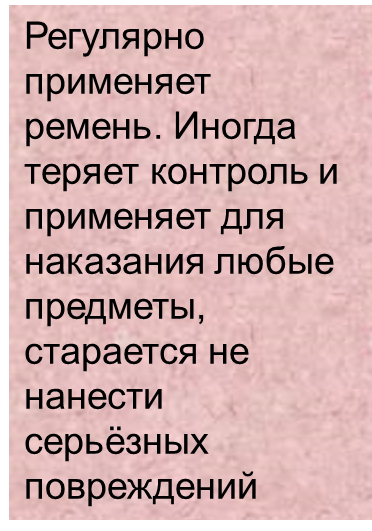 Регулярно
применяет
ремень. Иногда
теряет контроль и
применяет для
наказания любые
предметы,
старается не
нанести
серьёзных
повреждений